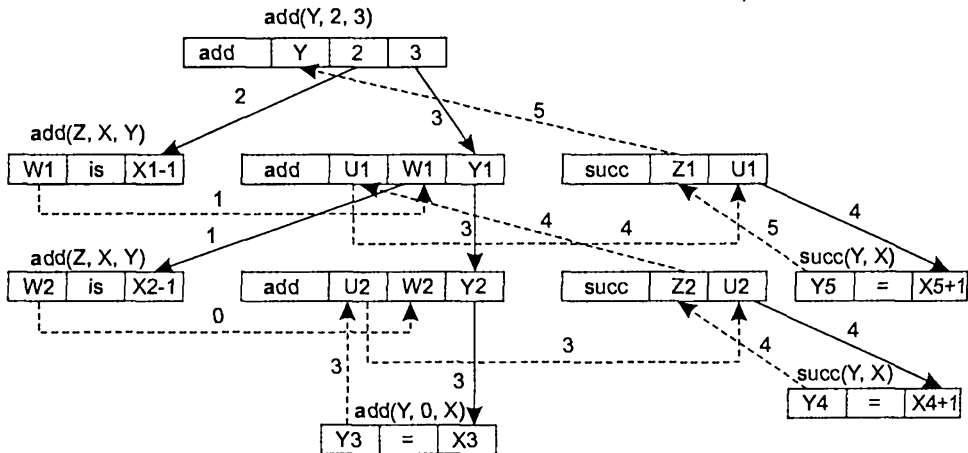 add(Y, 2, 3)
add Y 2 3
2
3
5
add(Z, X, Y)
W1 is X1-1
add U1 W1 Y1
succ Z1 U1
1
1
3
4
4
5
4
add(Z, X, Y)
succ(Y, X)
W2 is X2-1
add U2 W2 Y2
succ Z2 U2
Y5 = X5+1
0
3
3
3
4
4
succ(Y, X)
add(Y, 0, X)
Y4 = X4+1
Y3 = X3